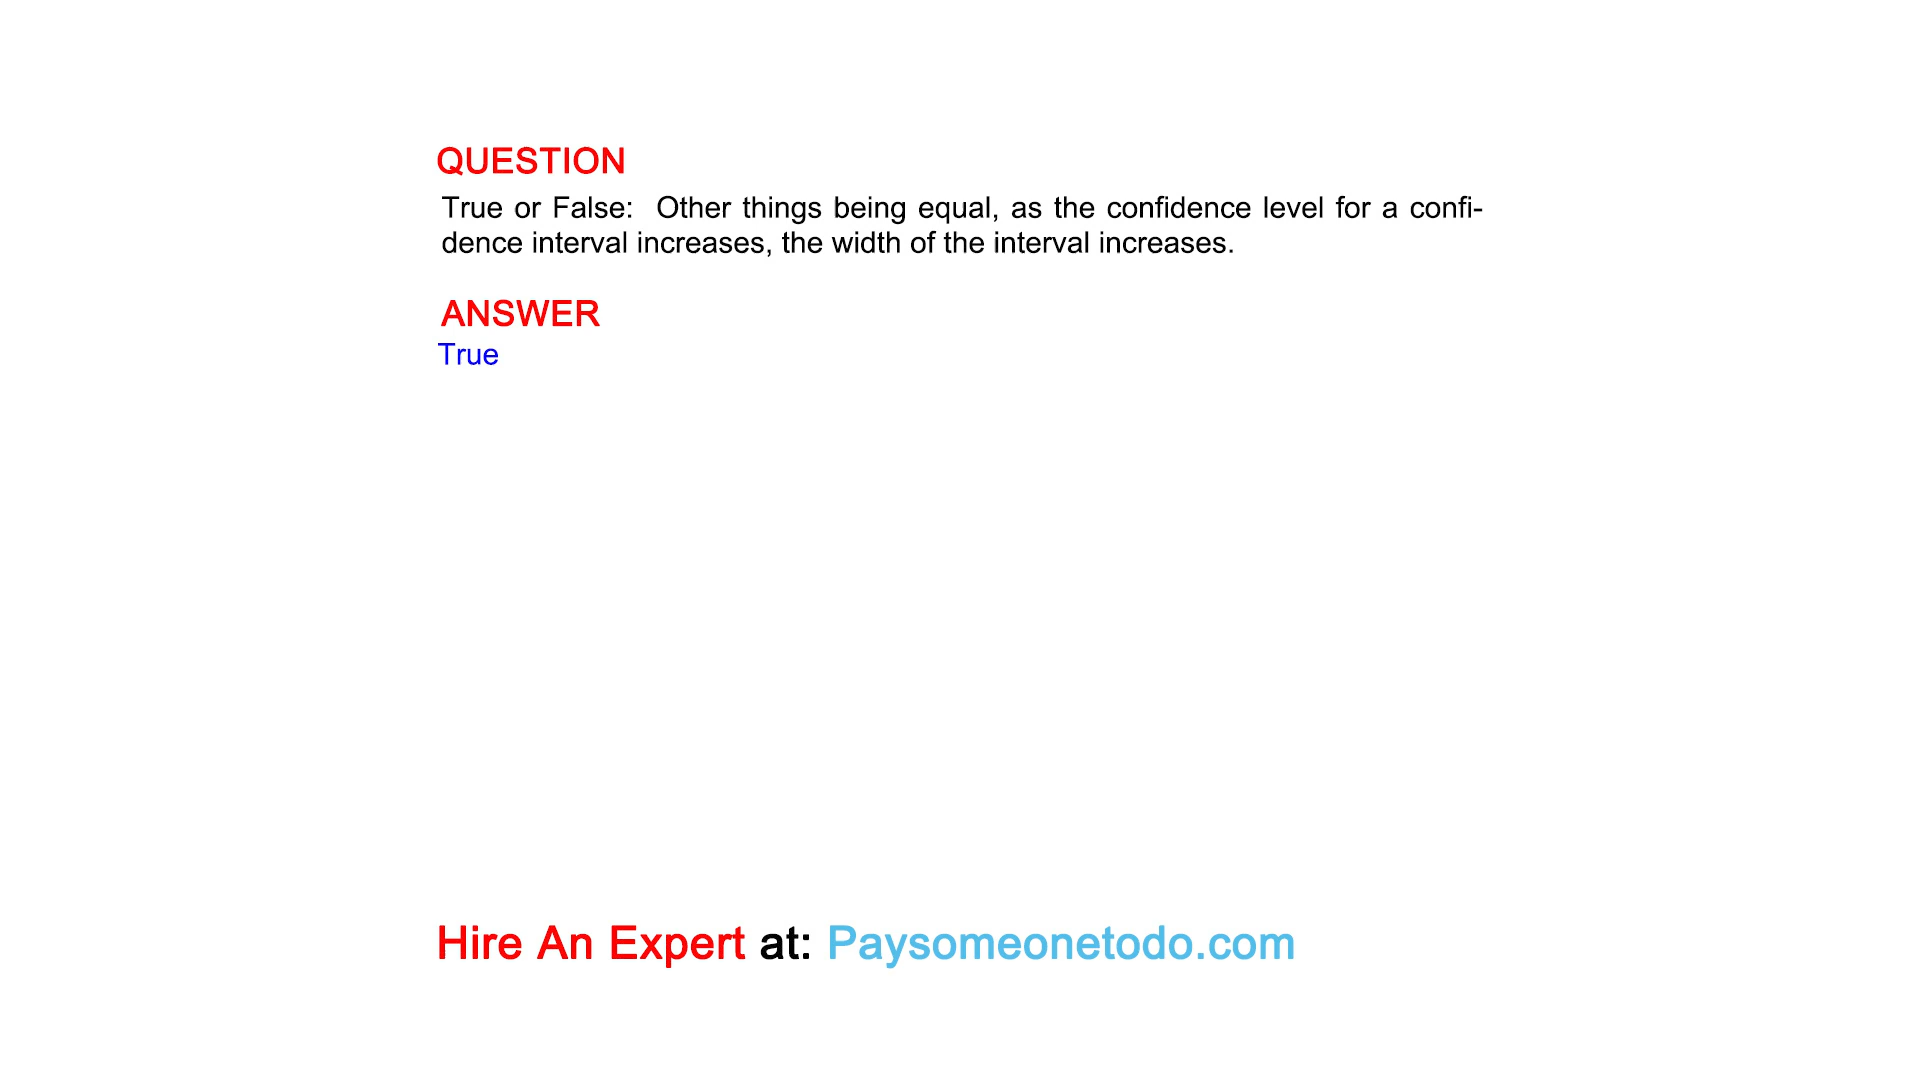 QUESTION
True or False:  Other things being equal, as the confidence level for a confi-
dence interval increases, the width of the interval increases.
ANSWER
True
Hire An Expert at: Paysomeonetodo.com